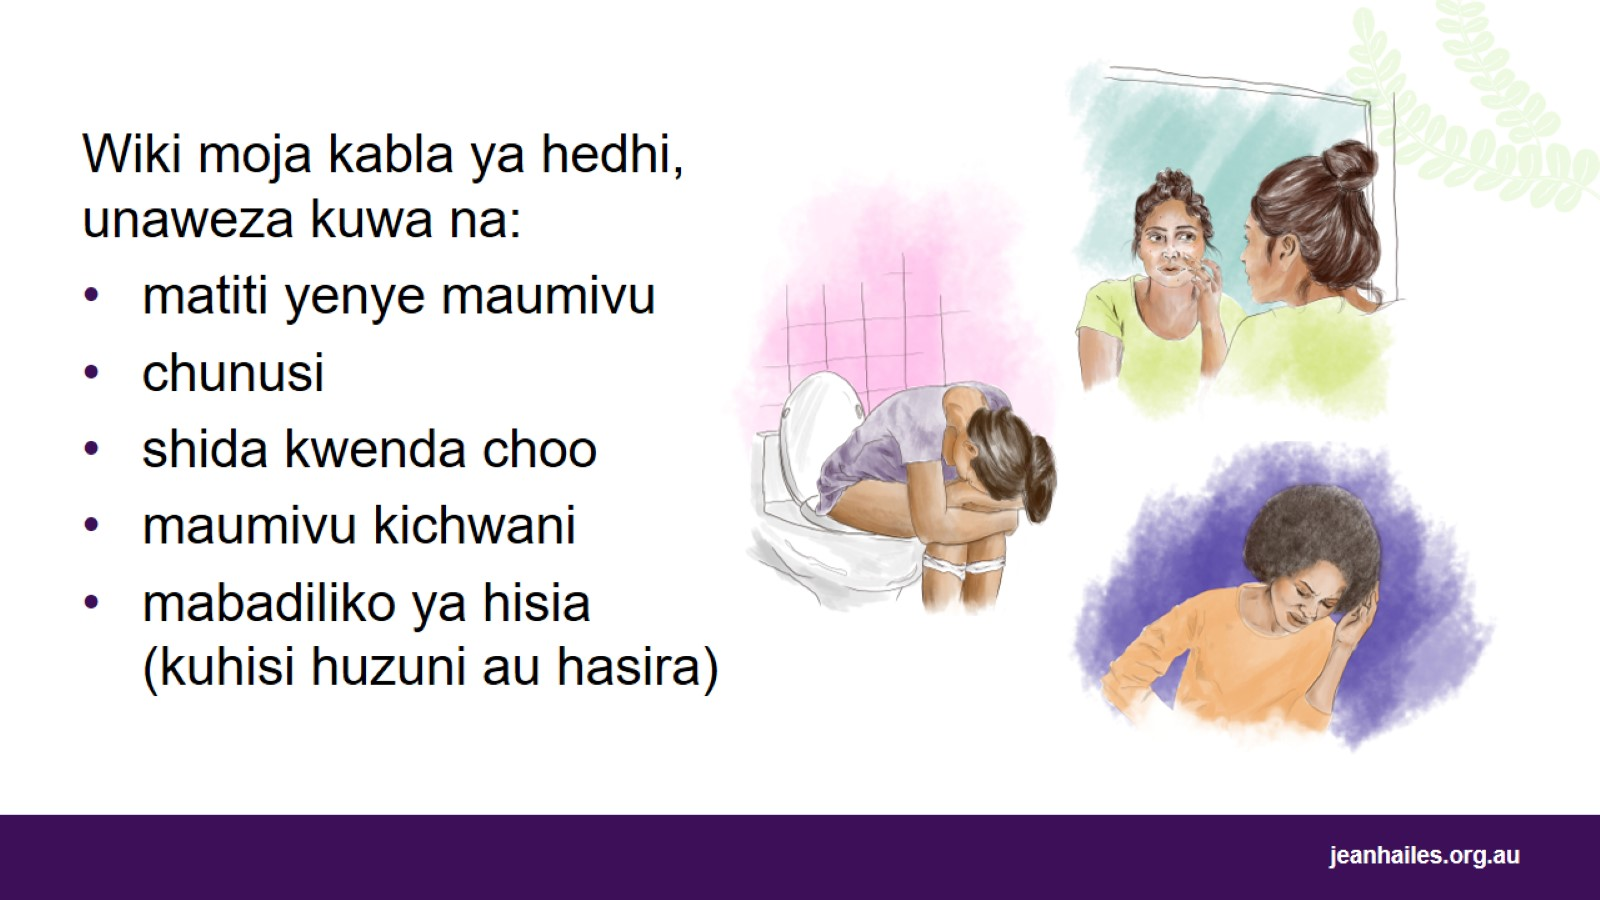 Wiki moja kabla ya hedhi,
unaweza kuwa na:
• matiti yenye maumivu
• chunusi
• shida kwenda choo
• maumivu kichwani
• mabadiliko ya hisia
(kuhisi huzuni au hasira)
jeanhailes.org.au